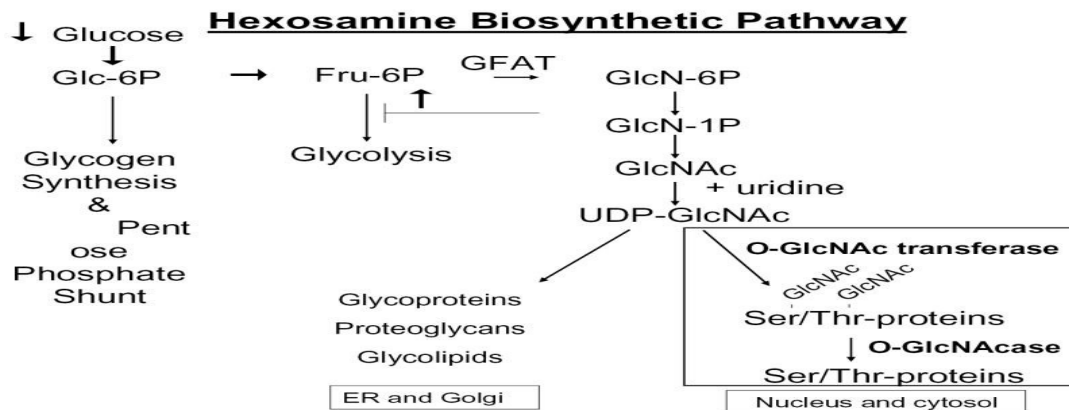 Hexosamine Biosynthetic Pathway
Glucose
Glc-6P
Fru-6P
GFAT
GlcN-6P
GlcN-1P
Glycolysis
Glycogen
Synthesis
&
Pent
ose
Phosphate
Shunt
GlcNAc
+ uridine
UDP-GlcNAc
Glycoproteins
Proteoglycans
Glycolipids
ER and Golgi
O-GlcNAc transferase
GlcNAc
GlcNAc
Ser/Thr-proteins
O-GlcNAcase
Ser/Thr-proteins
Nucleus and cytosol